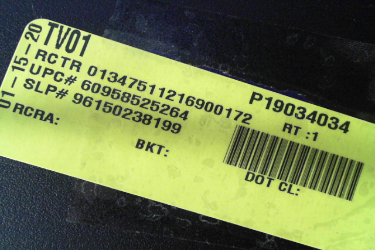 01-15-20
TV01
RCTR 01347511216900172
UPC# 60958525264
SLP# 96150238199
RCRA:
BKT:
P19034034
RT :1
DOT CL: